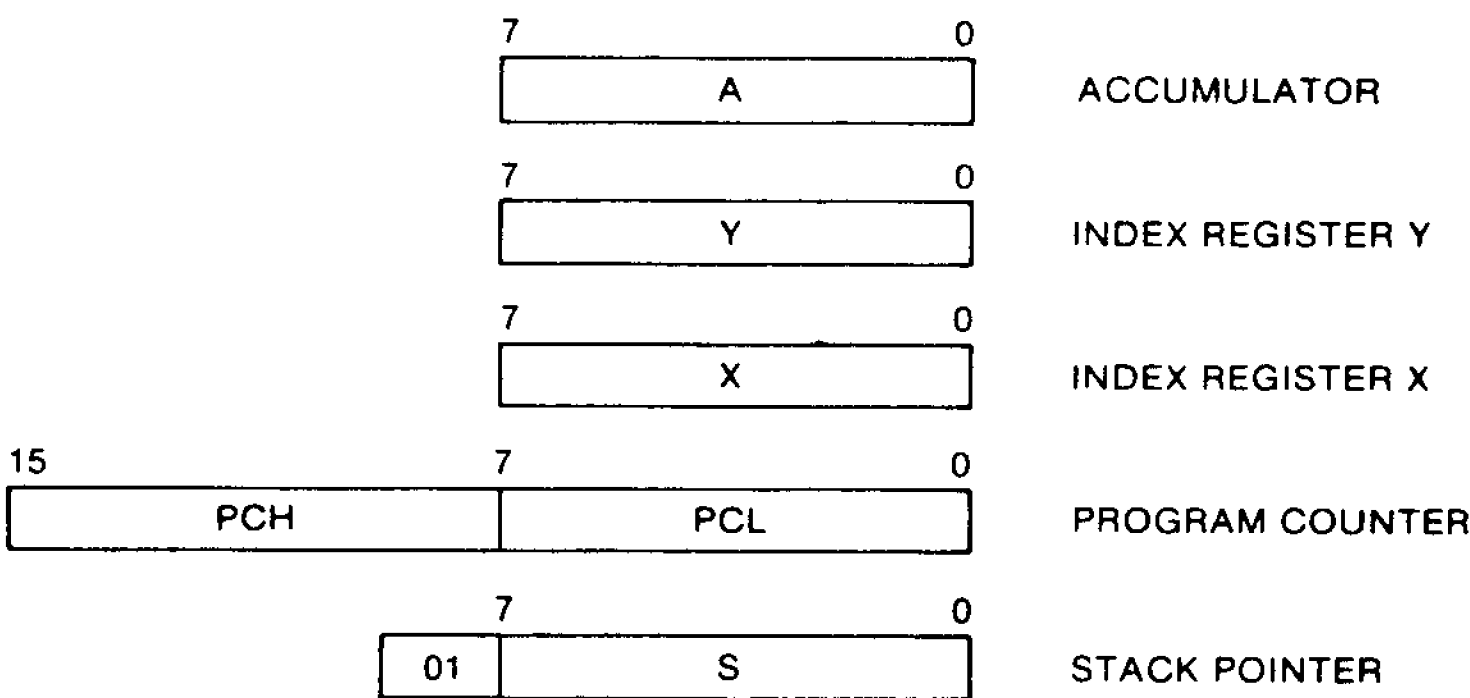 7 0
A ACCUMULATOR
7 0
Y INDEX REGISTER Y
7 0
X INDEX REGISTER X
15 7 0
PCH PCL PROGRAM COUNTER
7 0
01 S STACK POINTER